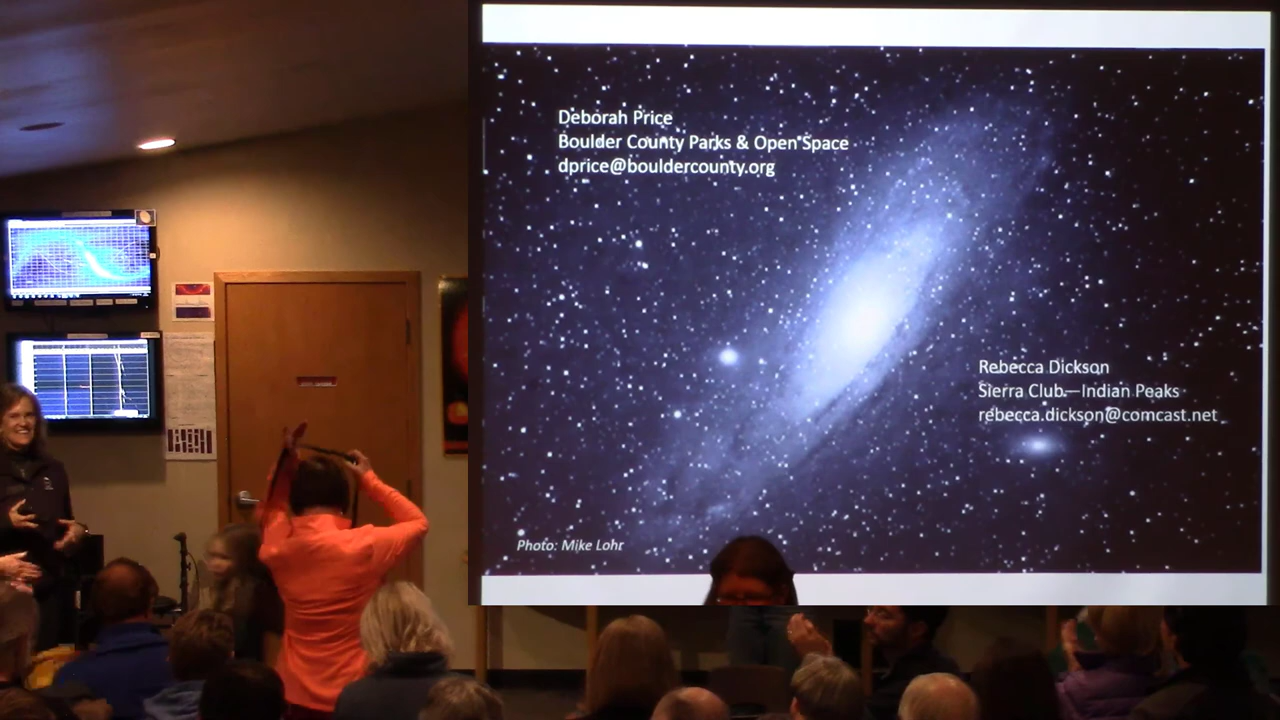 Deborah Price
Boulder County Parks & Open Space
dprice@bouldercounty.org
Rebecca Dickson
Sierra Club—Indian Peaks
rebecca.dickson@comcast.net
Photo: Mike Lohr